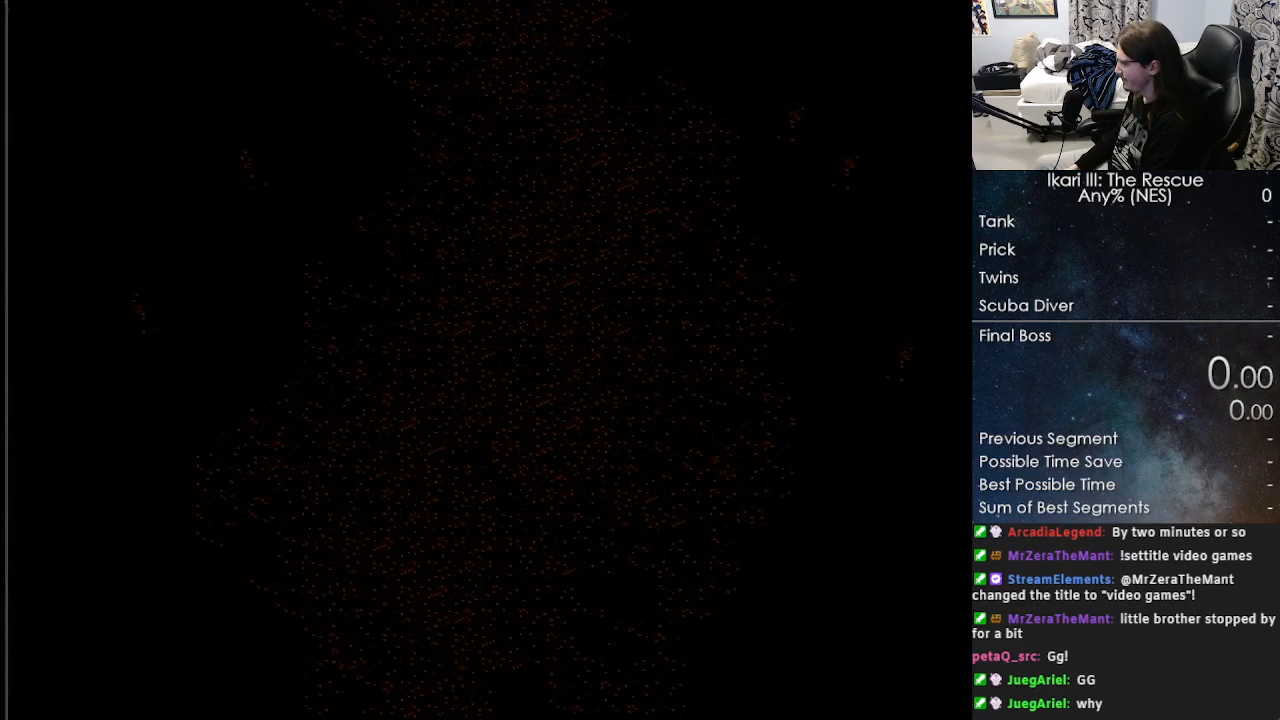 Ikari III: The Rescue
Any% (NES) 0
Tank -
Prick -
Twins -
Scuba Diver -
Final Boss -
0.00
0.00
Previous Segment -
Possible Time Save -
Best Possible Time -
Sum of Best Segments -
ArcadiaLegend: By two minutes or so
MrZeraTheMant: !settitle video games
StreamElements: @MrZeraTheMant
changed the title to "video games"!
MrZeraTheMant: little brother stopped by
for a bit
petaQ_src: Gg!
JuegAriel: GG
JuegAriel: why